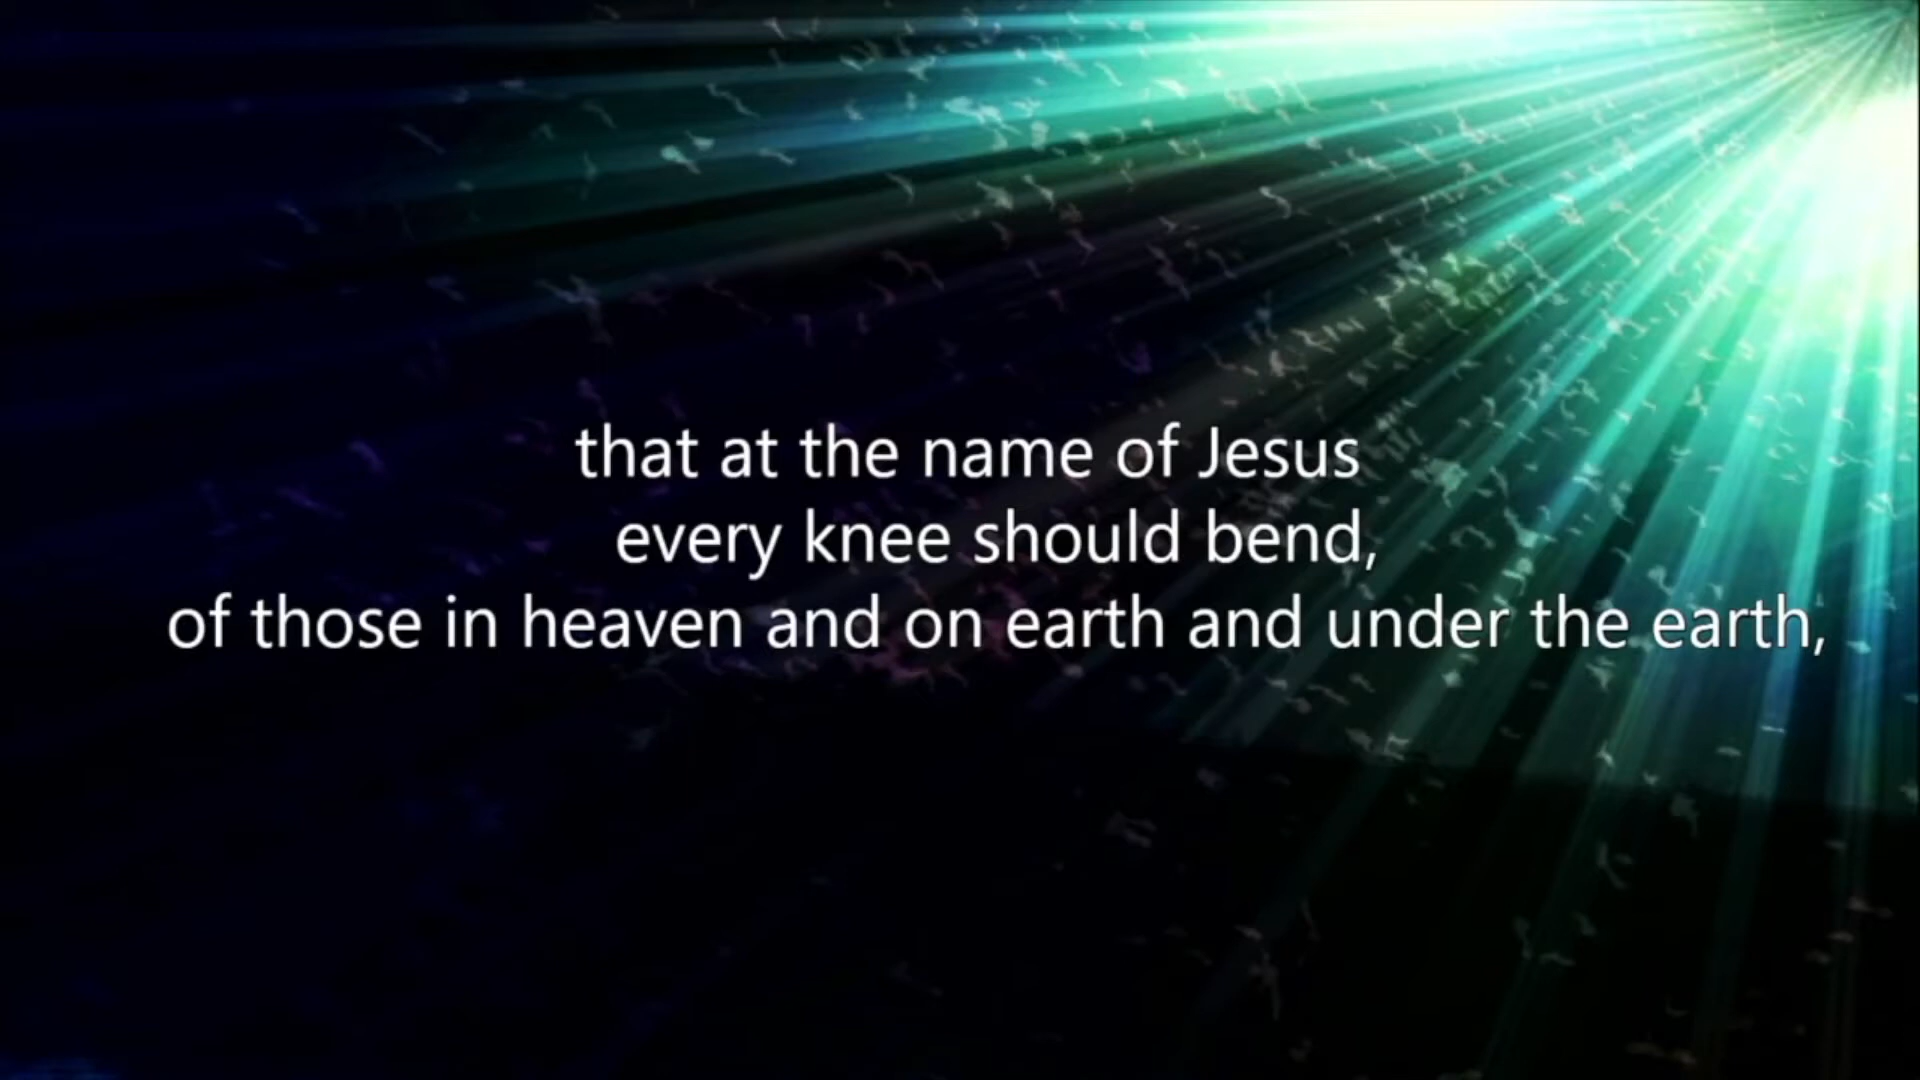 that at the name of Jesus
every knee should bend,
of those in heaven and on earth and under the earth,